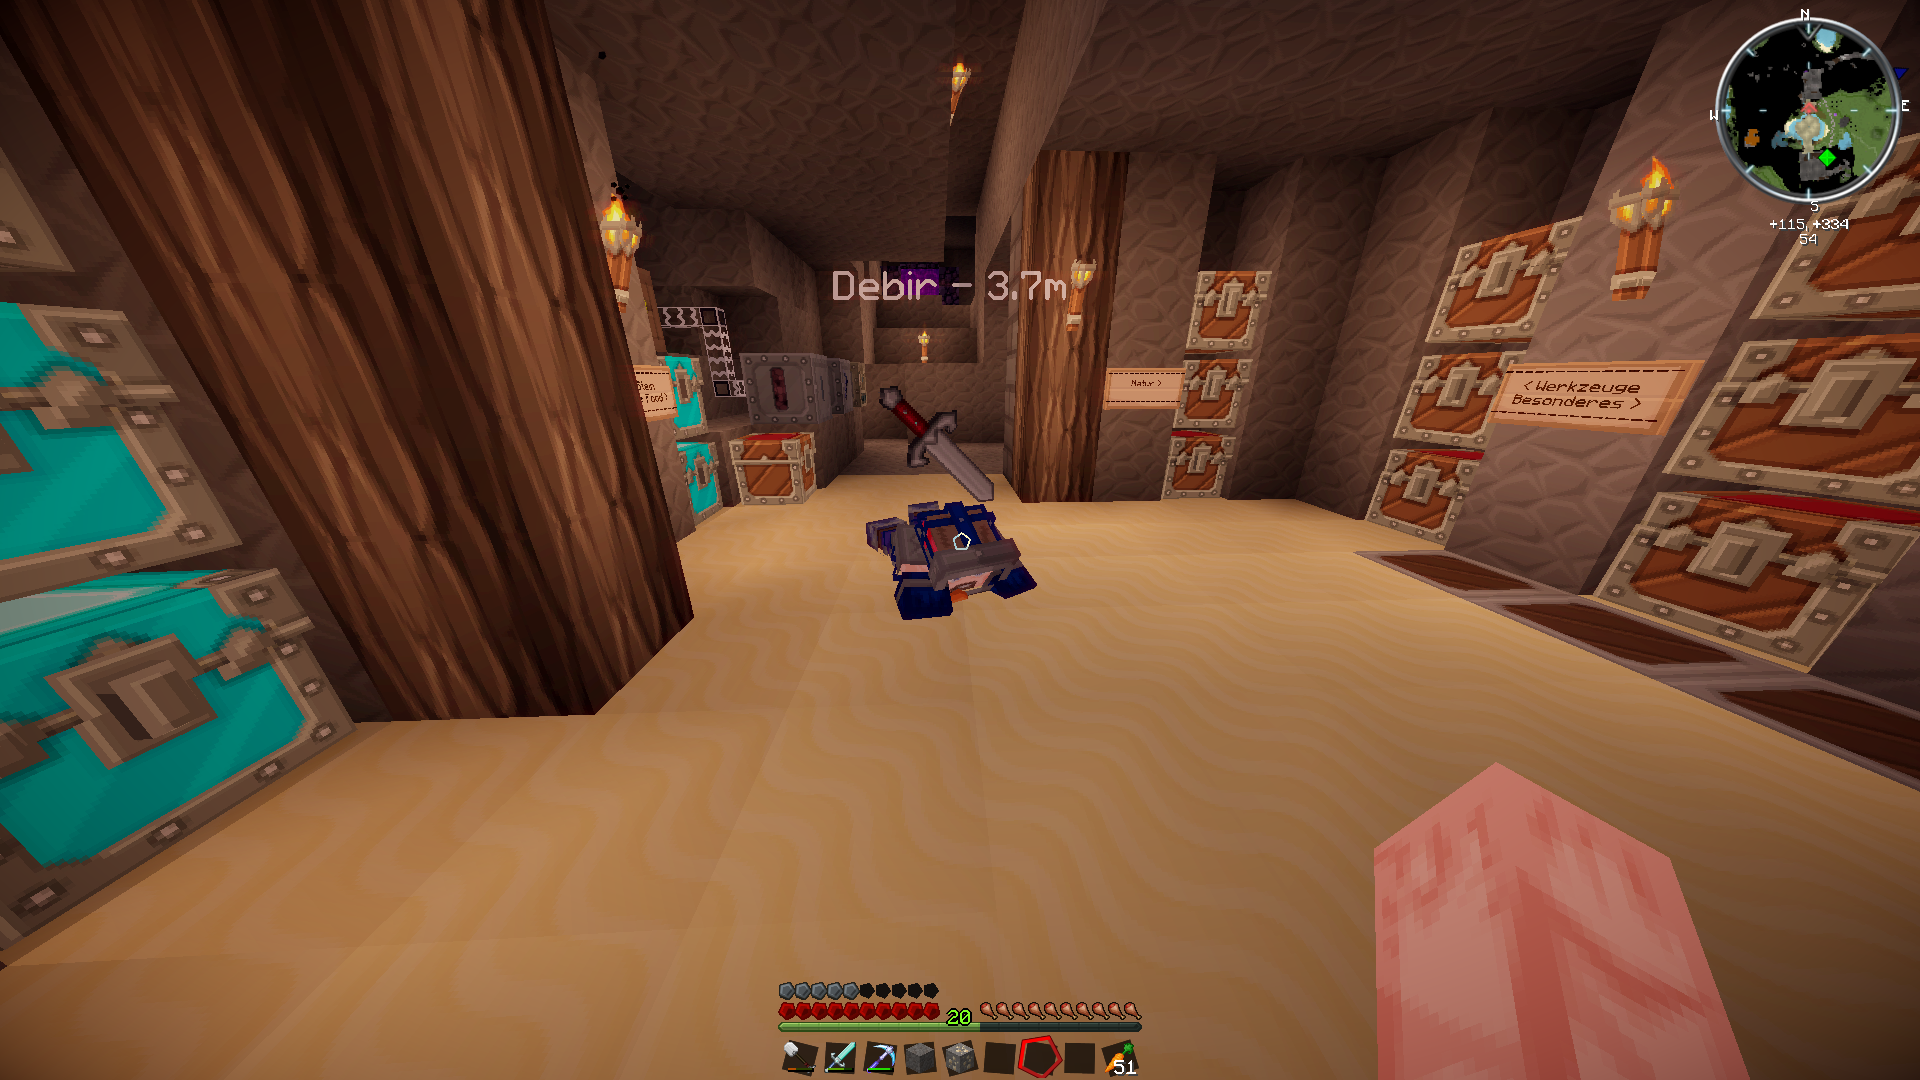 N
W
E
S
+115, +334
54
Debir - 3.7m
Natur >
<Werkzeuge
Besonderes >
20
51